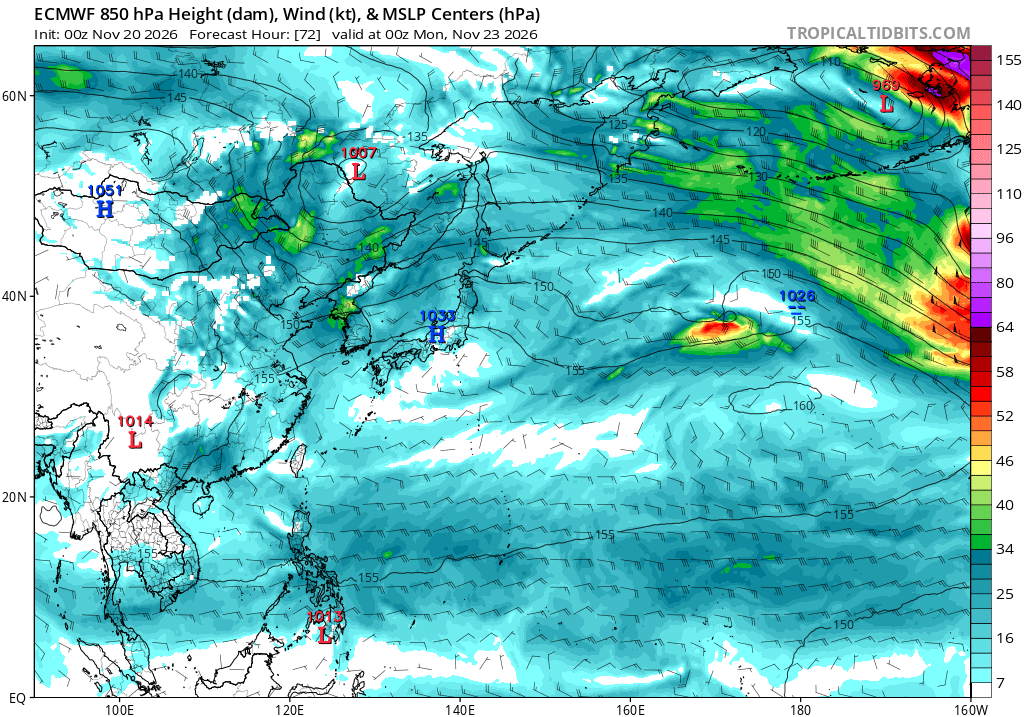 ECMWF 850 hPa Height (dam), Wind (kt), & MSLP Centers (hPa)
Init: 00z Nov 20 2026 Forecast Hour: [72] valid at 00z Mon, Nov 23 2026
TROPICALTIDBITS.COM
140
110
155
969
60N
145
140
135
125
120
115
1007
125
130
135
1051
H
L
L
110
140
145
145
140
96
150
150
40N
1026
155
80
150
1033
H
64
155
155
58
160
1014
L
52
46
20N
155
155
40
155
34
155
25
1013
L
150
16
7
EQ
100E
120E
140E
160E
180
160W